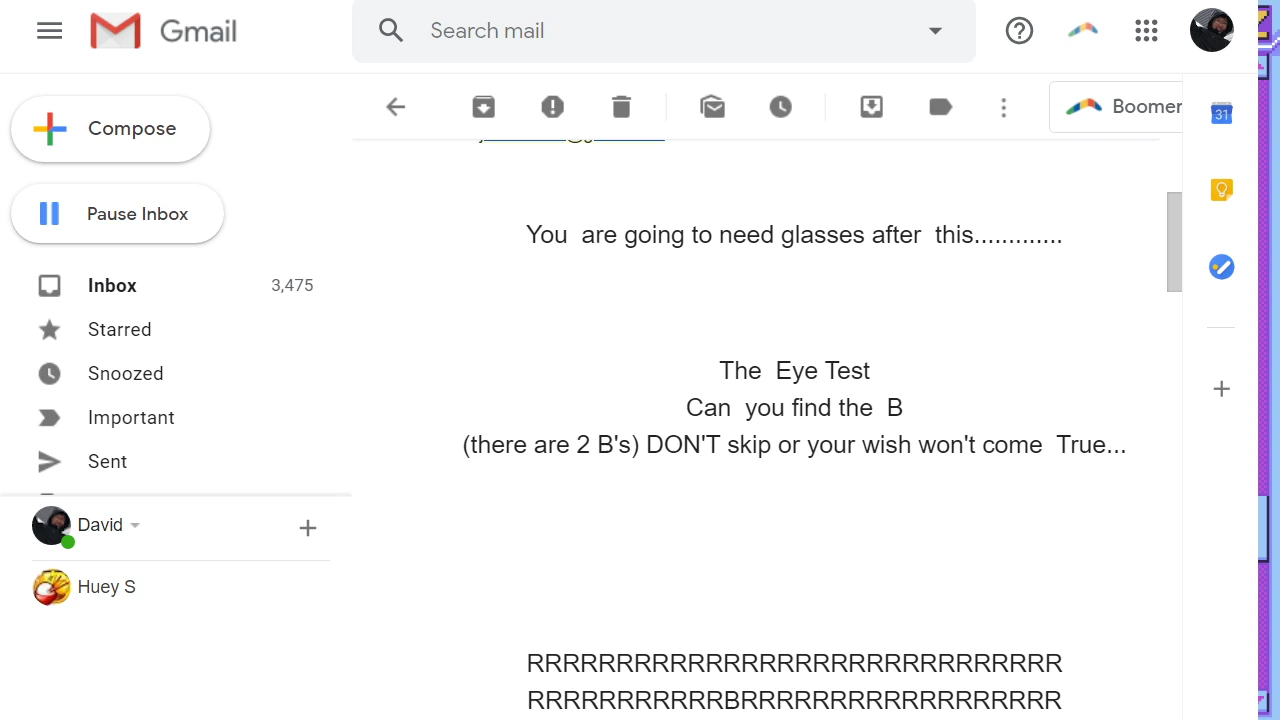 Gmail
Search mail
Compose
Boomer
31
Pause Inbox
You are going to need glasses after this.............
Inbox 3,475
Starred
Snoozed
Important
Sent
The Eye Test
Can you find the B
(there are 2 B's) DON'T skip or your wish won't come True...
David
Huey S
RRRRRRRRRRRRRRRRRRRRRRRRRRRRRR
RRRRRRRRRRRBRRRRRRRRRRRRRRRRRR